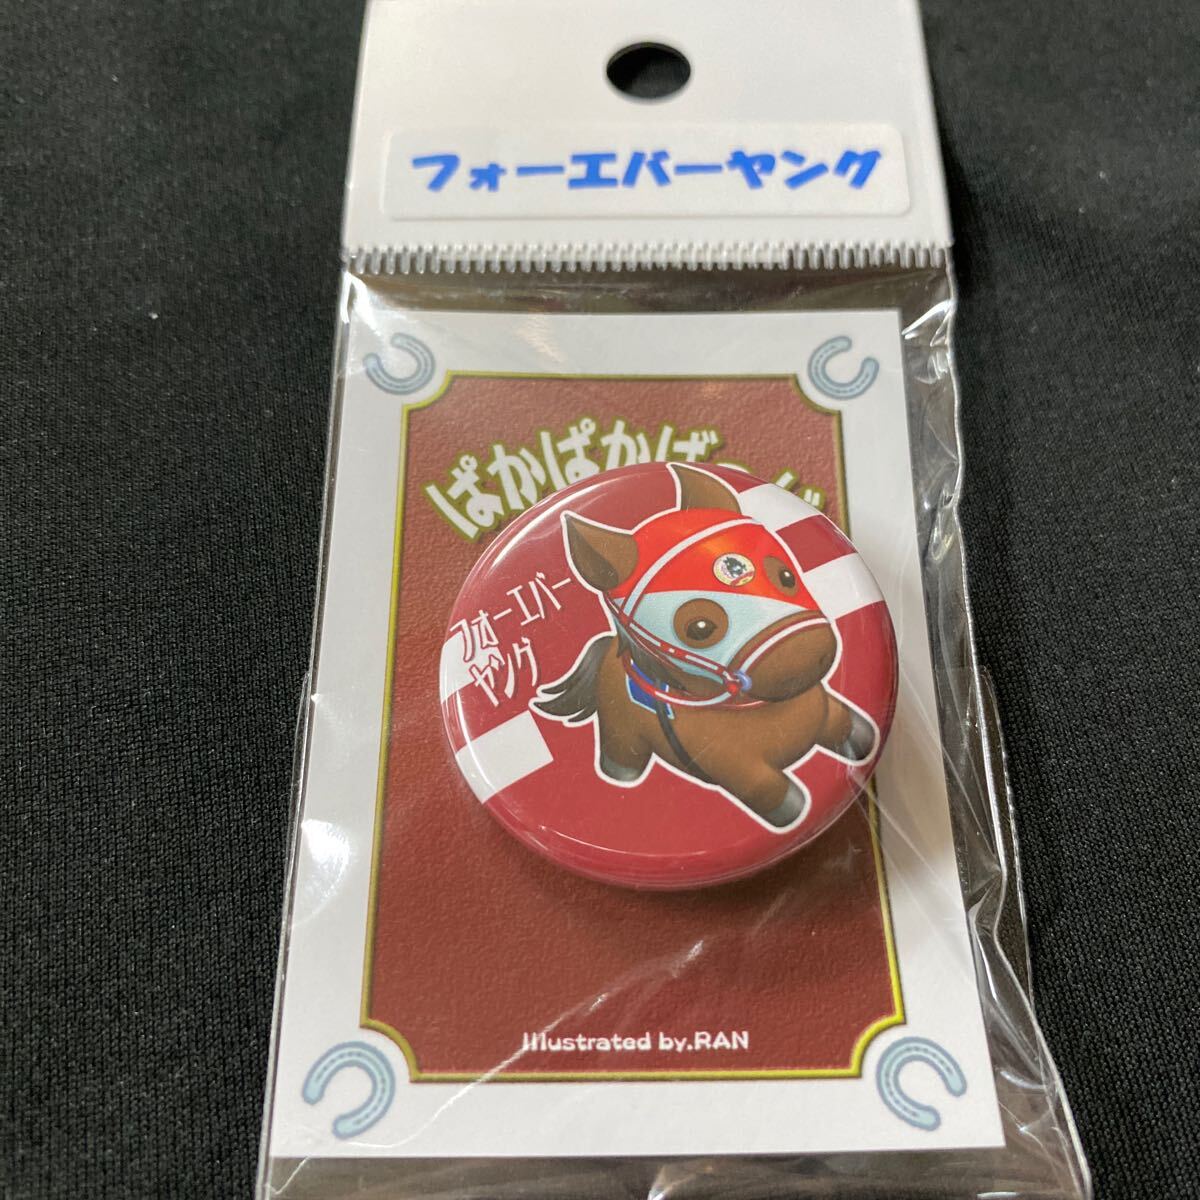 フォーエバーヤング
ぱかぱかば
フォーエバー
ヤング
Illustrated by.RAN